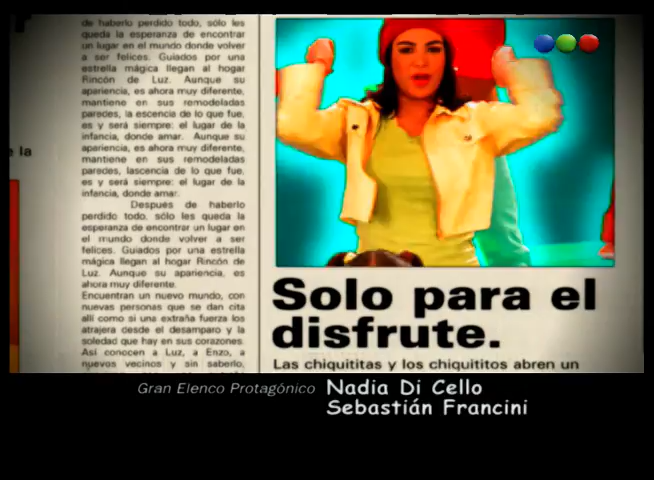 de haberlo perdido todo, sólo les
queda la esperanza de encontrar
un lugar en el mundo donde volver
a ser felices. Guiados por una
estrella mágica llegan al hogar
Rincón de Luz. Aunque su
apariencia, es ahora muy diferente,
mantiene en sus remodeladas
paredes, la escencia de lo que fue,
es y será siempre: el lugar de la
infancia, donde amar. Aunque su
apariencia, es ahora muy diferente,
mantiene en sus remodeladas
paredes, lascencia de lo que fue,
es y será siempre: el lugar de la
infancia, donde amar.
Después de haberlo
perdido todo, sólo les queda la
esperanza de encontrar un lugar en
el mundo donde volver a ser
felices. Guiados por una estrella
mágica llegan al hogar Rincón de
Luz. Aunque su apariencia, es
ahora muy diferente.
Encuentran un nuevo mundo, con
nuevas personas que se dan cita
allí como si una extraña fuerza los
atrajera desde el desamparo y la
soledad que hay en sus corazones.
Así conocen a Luz, a Enzo, a
nuevos vecinos y sin saberlo,
la
Solo para el
disfrute.
Las chiquititas y los chiquititos abren un
Gran Elenco Protagónico Nadia Di Cello
Sebastián Francini